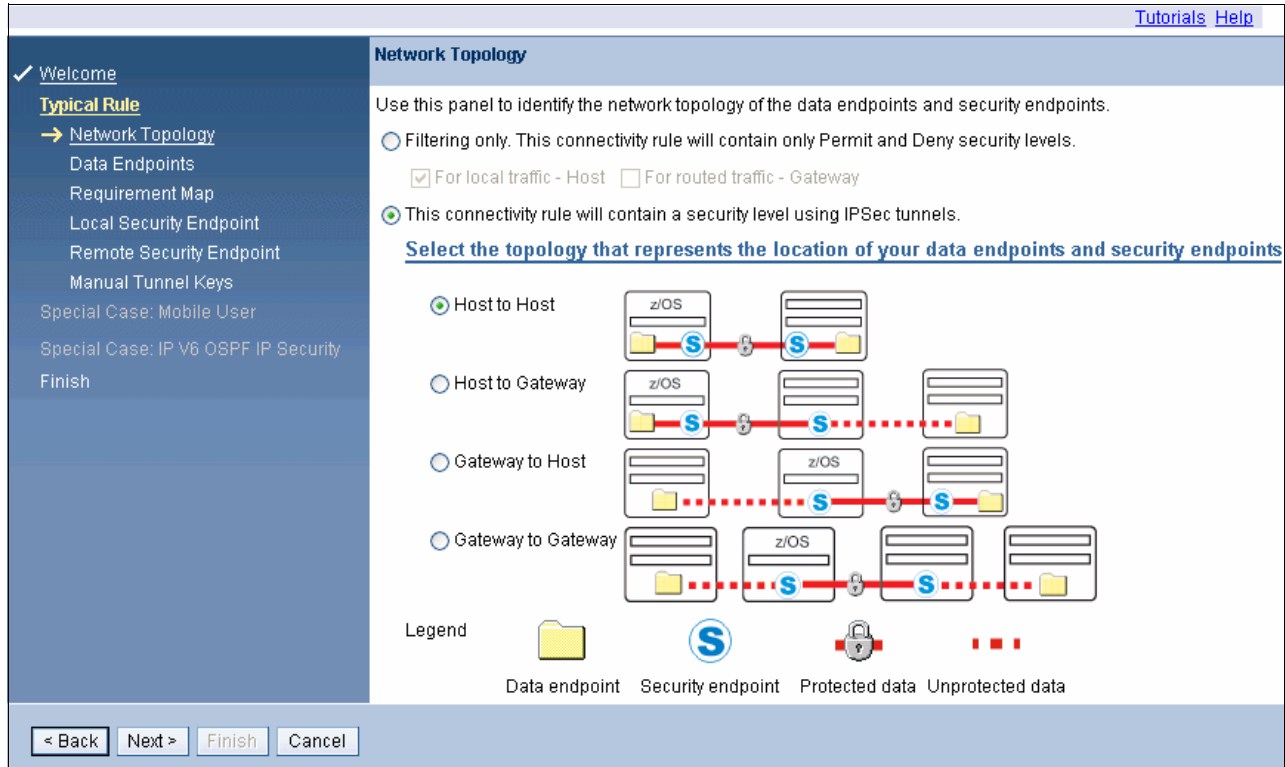 Tutorials Help
Welcome
Typical Rule
Network Topology
Data Endpoints
Requirement Map
Local Security Endpoint
Remote Security Endpoint
Manual Tunnel Keys
Special Case: Mobile User
Special Case: IP V6 OSPF IP Security
Finish
Network Topology
Use this panel to identify the network topology of the data endpoints and security endpoints.
Filtering only. This connectivity rule will contain only Permit and Deny security levels.
For local traffic - Host For routed traffic - Gateway
This connectivity rule will contain a security level using IPSec tunnels.
Select the topology that represents the location of your data endpoints and security endpoints
Host to Host
z/OS
S S
Host to Gateway
z/OS
S S
Gateway to Host
z/OS
S S
Gateway to Gateway
z/OS
S S
Legend
S
Data endpoint Security endpoint Protected data Unprotected data
< Back Next > Finish Cancel